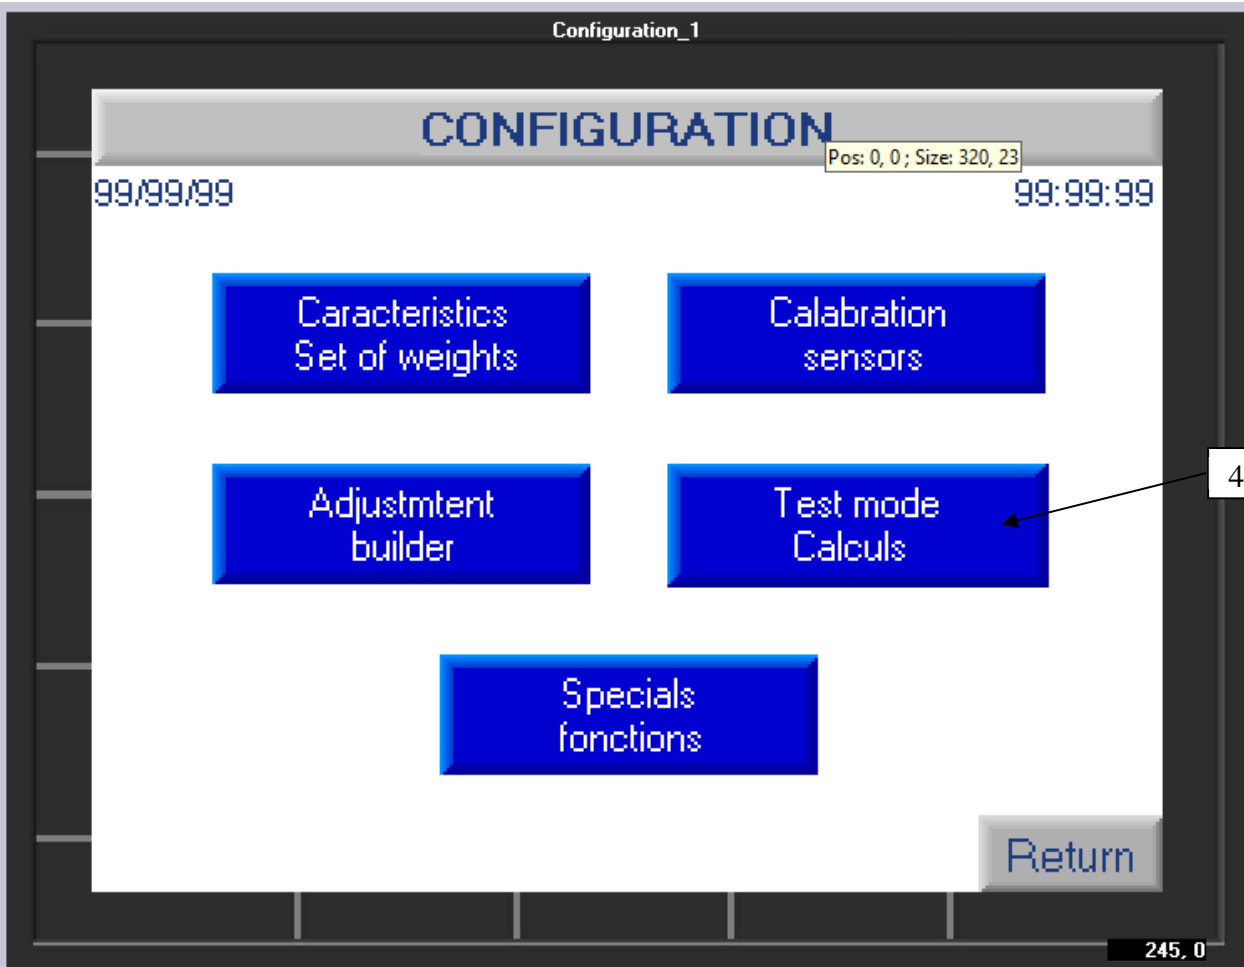 Configuration_1
CONFIGURATION
Pos: 0, 0 ; Size: 320, 23
99/99/99
99:99:99
Caracteristics
Set of weights
Calabration
sensors
Adjustmtent
builder
Test mode
Calculs
4
Specials
fonctions
Return
245, 0